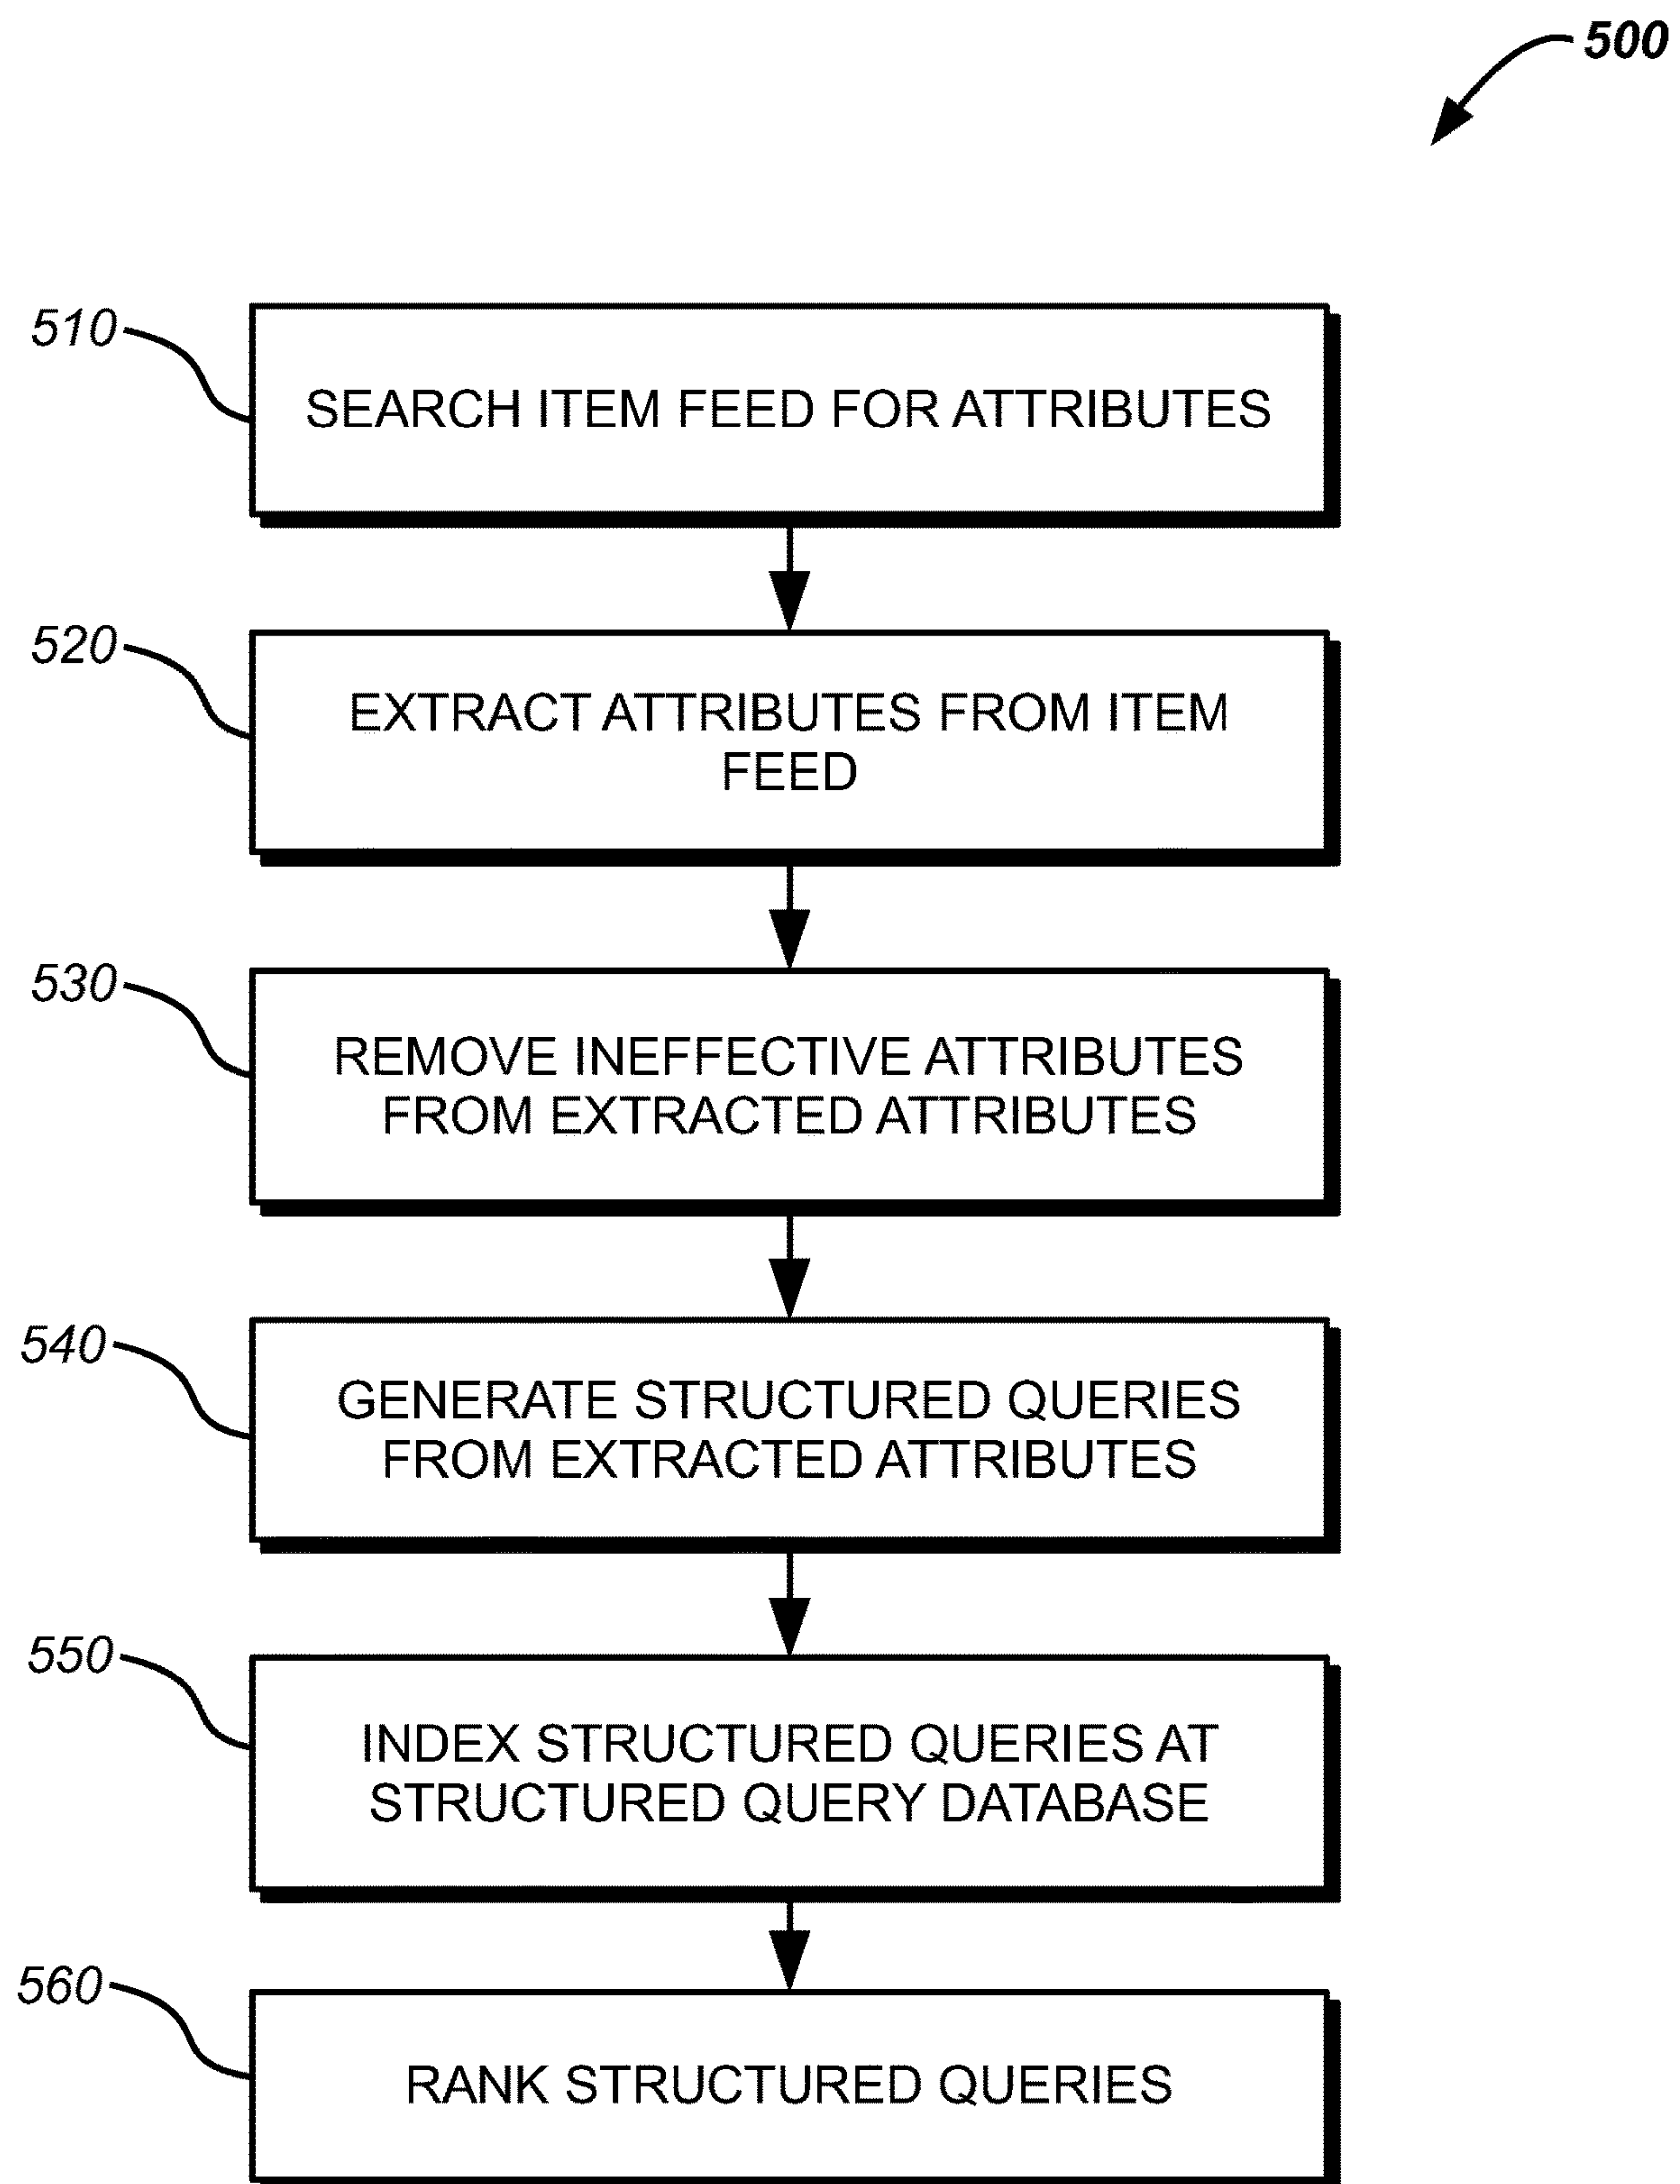 500
510
SEARCH ITEM FEED FOR ATTRIBUTES
520
EXTRACT ATTRIBUTES FROM ITEM
FEED
530
REMOVE INEFFECTIVE ATTRIBUTES
FROM EXTRACTED ATTRIBUTES
540
GENERATE STRUCTURED QUERIES
FROM EXTRACTED ATTRIBUTES
550
INDEX STRUCTURED QUERIES AT
STRUCTURED QUERY DATABASE
560
RANK STRUCTURED QUERIES